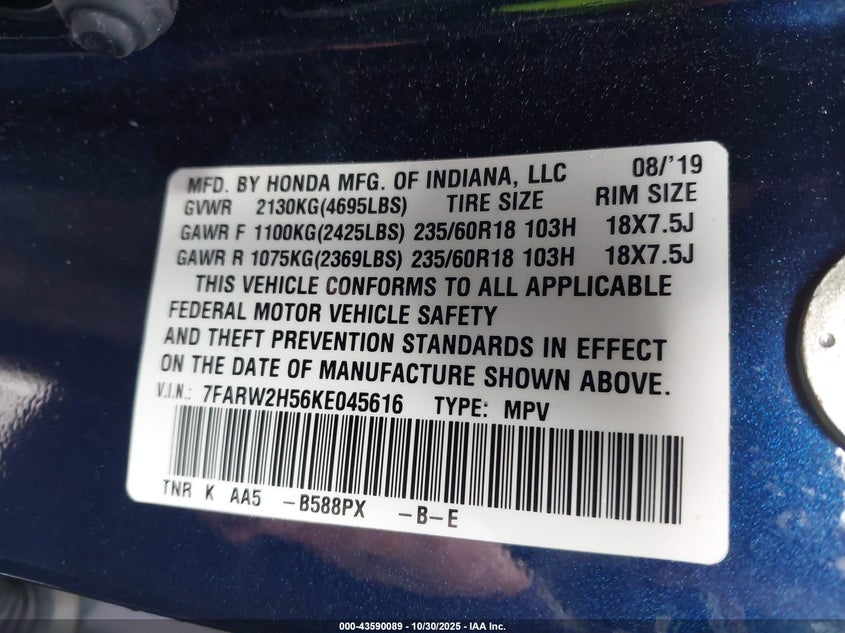 MFD. BY HONDA MFG. OF INDIANA, LLC 08/'19
GVWR 2130KG(4695LBS) TIRE SIZE RIM SIZE
GAWR F 1100KG(2425LBS) 235/60R18 103H 18X7.5J
GAWR R 1075KG(2369LBS) 235/60R18 103H 18X7.5J
THIS VEHICLE CONFORMS TO ALL APPLICABLE
FEDERAL MOTOR VEHICLE SAFETY
AND THEFT PREVENTION STANDARDS IN EFFECT
ON THE DATE OF MANUFACTURE SHOWN ABOVE.
V.I.N.: 7FARW2H56KE045616 TYPE: MPV
TNR K AA5 -B588PX -B-E
000-43590089 - 10/30/2025 - IAA Inc.